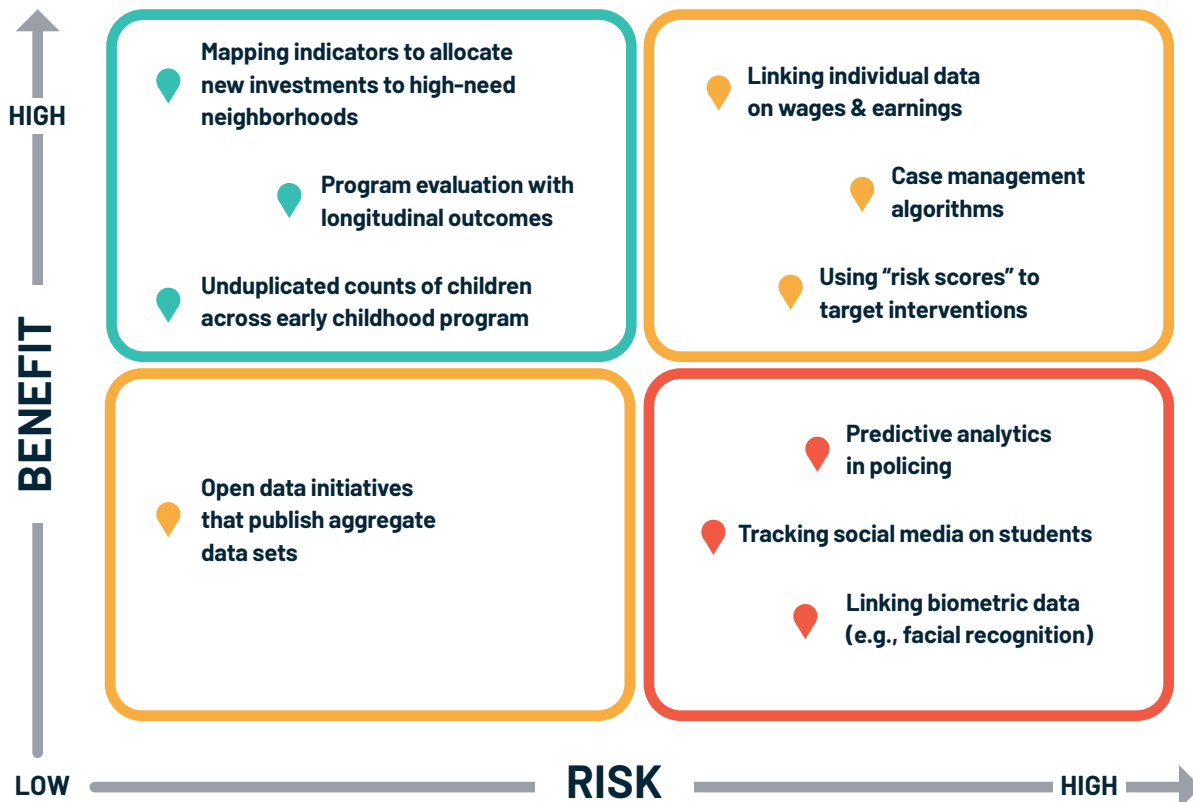 HIGH
BENEFIT
LOW
Mapping indicators to allocate
new investments to high-need
neighborhoods
Program evaluation with
longitudinal outcomes
Unduplicated counts of children
across early childhood program
Linking individual data
on wages & earnings
Case management
algorithms
Using “risk scores” to
target interventions
Open data initiatives
that publish aggregate
data sets
Predictive analytics
in policing
Tracking social media on students
Linking biometric data
(e.g., facial recognition)
RISK
HIGH